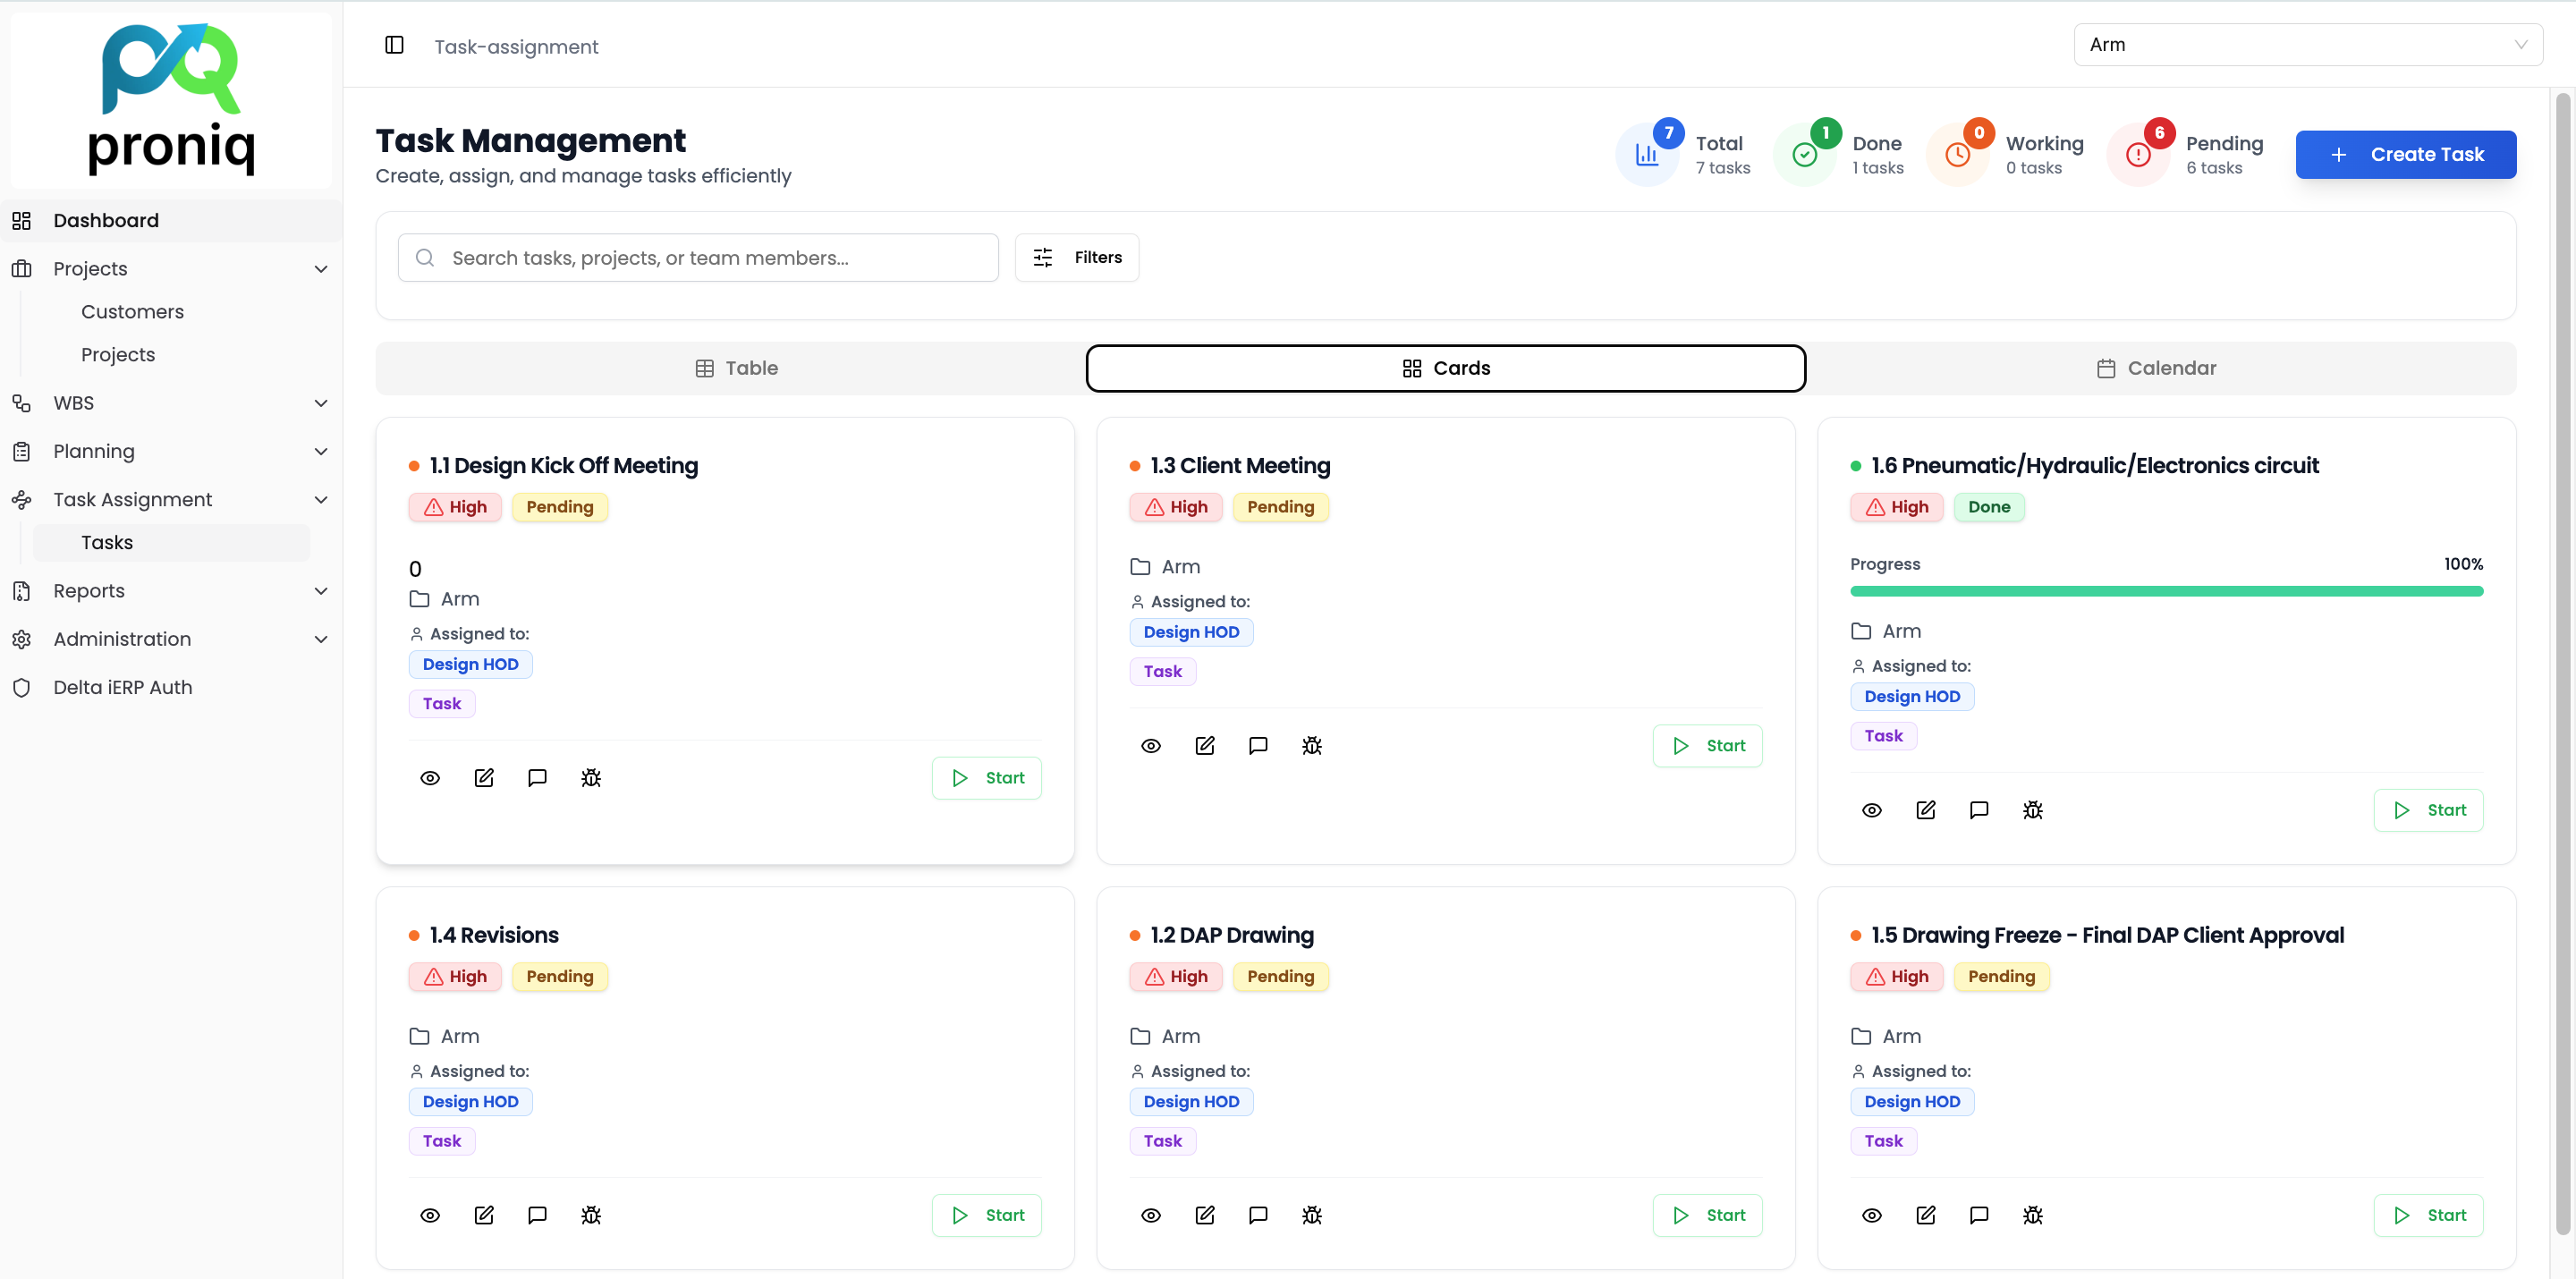 proniq
Dashboard
Projects
Customers
Projects
WBS
Planning
Task Assignment
Tasks
Reports
Administration
Delta iERP Auth
Task-assignment
Arm
Task Management
Create, assign, and manage tasks efficiently
7
Total
7 tasks
1
Done
1 tasks
0
Working
0 tasks
6
Pending
6 tasks
Create Task
Search tasks, projects, or team members...
Filters
Table
Cards
Calendar
1.1 Design Kick Off Meeting
High Pending
0
Arm
Assigned to:
Design HOD
Task
Start
1.3 Client Meeting
High Pending
Arm
Assigned to:
Design HOD
Task
Start
1.6 Pneumatic/Hydraulic/Electronics circuit
High Done
Progress 100%
Arm
Assigned to:
Design HOD
Task
Start
1.4 Revisions
High Pending
Arm
Assigned to:
Design HOD
Task
Start
1.2 DAP Drawing
High Pending
Arm
Assigned to:
Design HOD
Task
Start
1.5 Drawing Freeze - Final DAP Client Approval
High Pending
Arm
Assigned to:
Design HOD
Task
Start